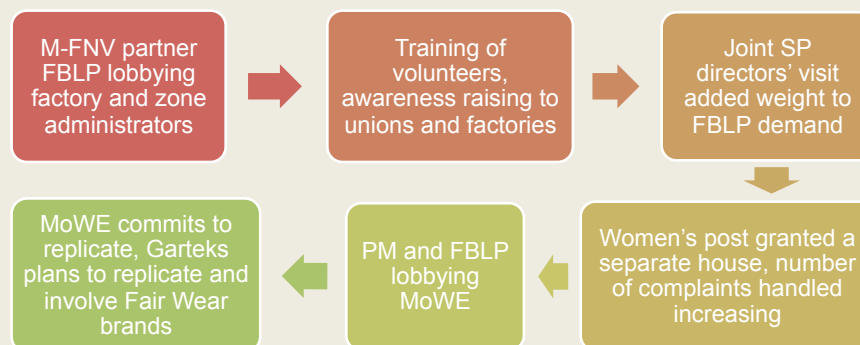 M-FNV partner
FBLP lobbying
factory and zone
administrators
Training of
volunteers,
awareness raising to
unions and factories
Joint SP
directors’ visit
added weight to
FBLP demand
Women’s post granted a
separate house, number
of complaints handled
increasing
PM and FBLP
lobbying
MoWE
MoWE commits to
replicate, Garteks
plans to replicate and
involve Fair Wear
brands